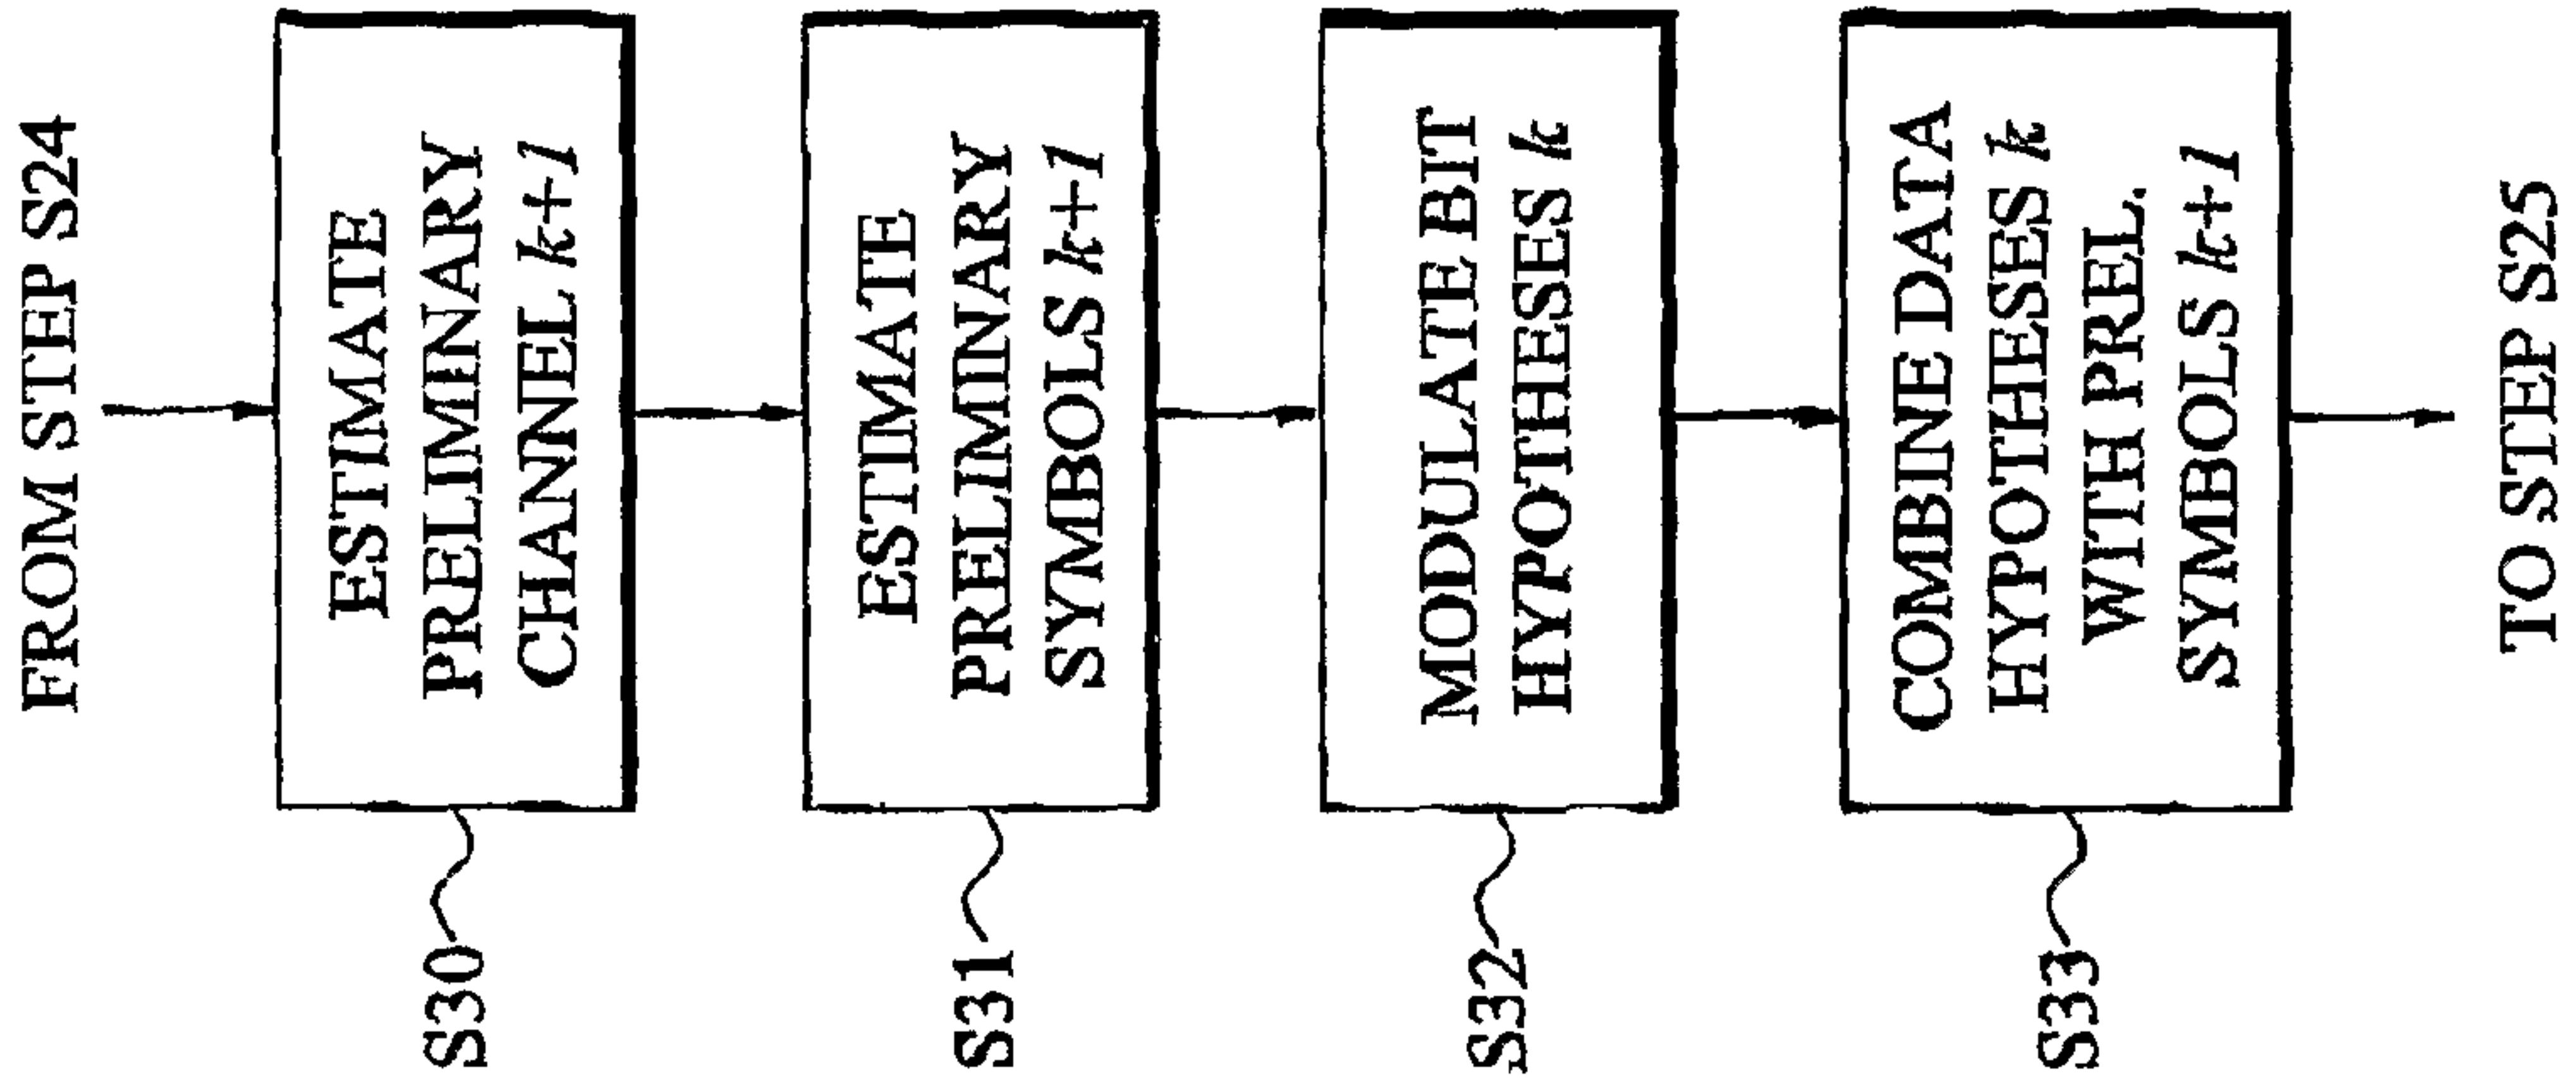 FROM STEP S24
ESTIMATE
PRELIMINARY
CHANNEL k+1
S30
ESTIMATE
PRELIMINARY
SYMBOLS k+1
S31
MODULATE BIT
HYPOTHESES k
S32
COMBINE DATA
HYPOTHESES k
WITH PREL.
SYMBOLS k+1
S33
TO STEP S25